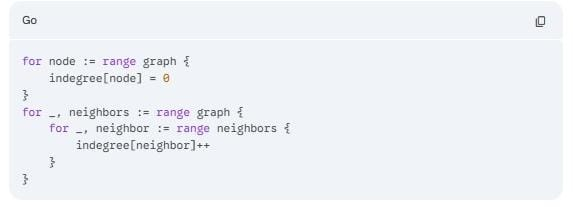 Go
for node := range graph {
    indegree[node] = 0
}
for _, neighbors := range graph {
    for _, neighbor := range neighbors {
        indegree[neighbor]++
    }
}